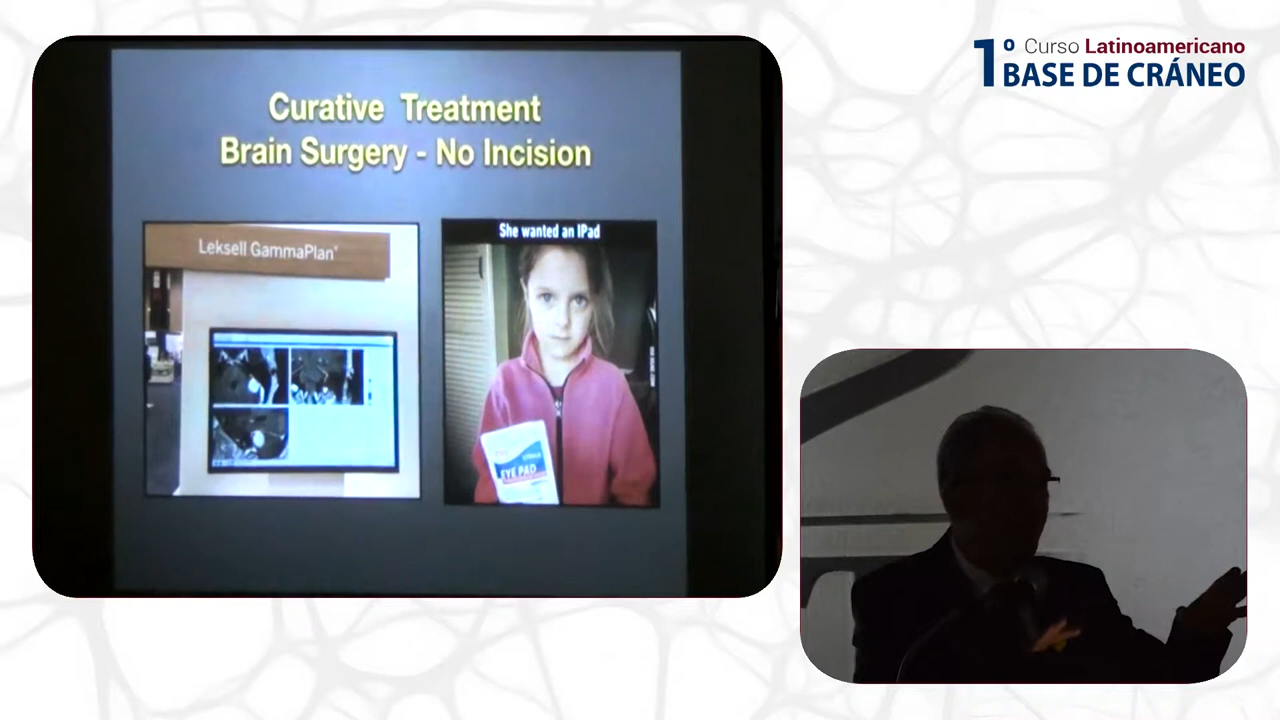 1º Curso Latinoamericano
BASE DE CRÁNEO
Curative Treatment
Brain Surgery - No Incision
Leksell GammaPlan®
She wanted an IPad
EYE PAD